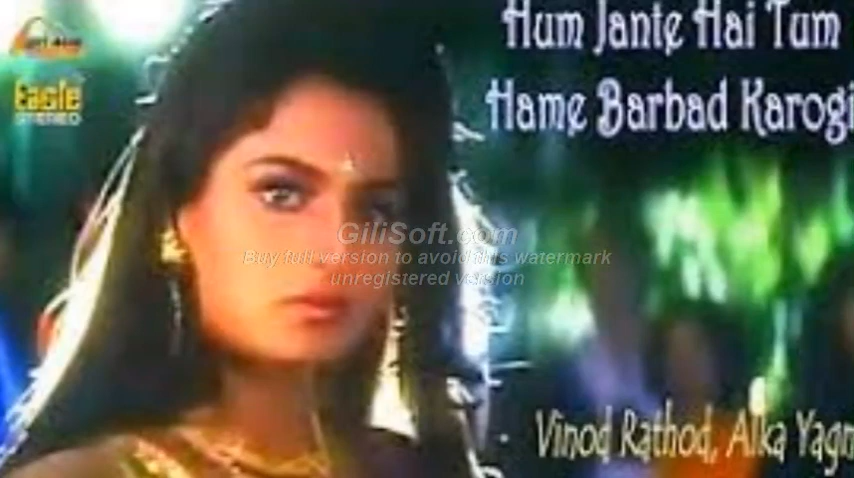 Hum Jante Hai Tum
Hame Barbad Karogi
Eagle
STEREO
GiliSoft.com
Buy full version to avoid this watermark
unregistered version
Vinod Rathod, Alka Yagn